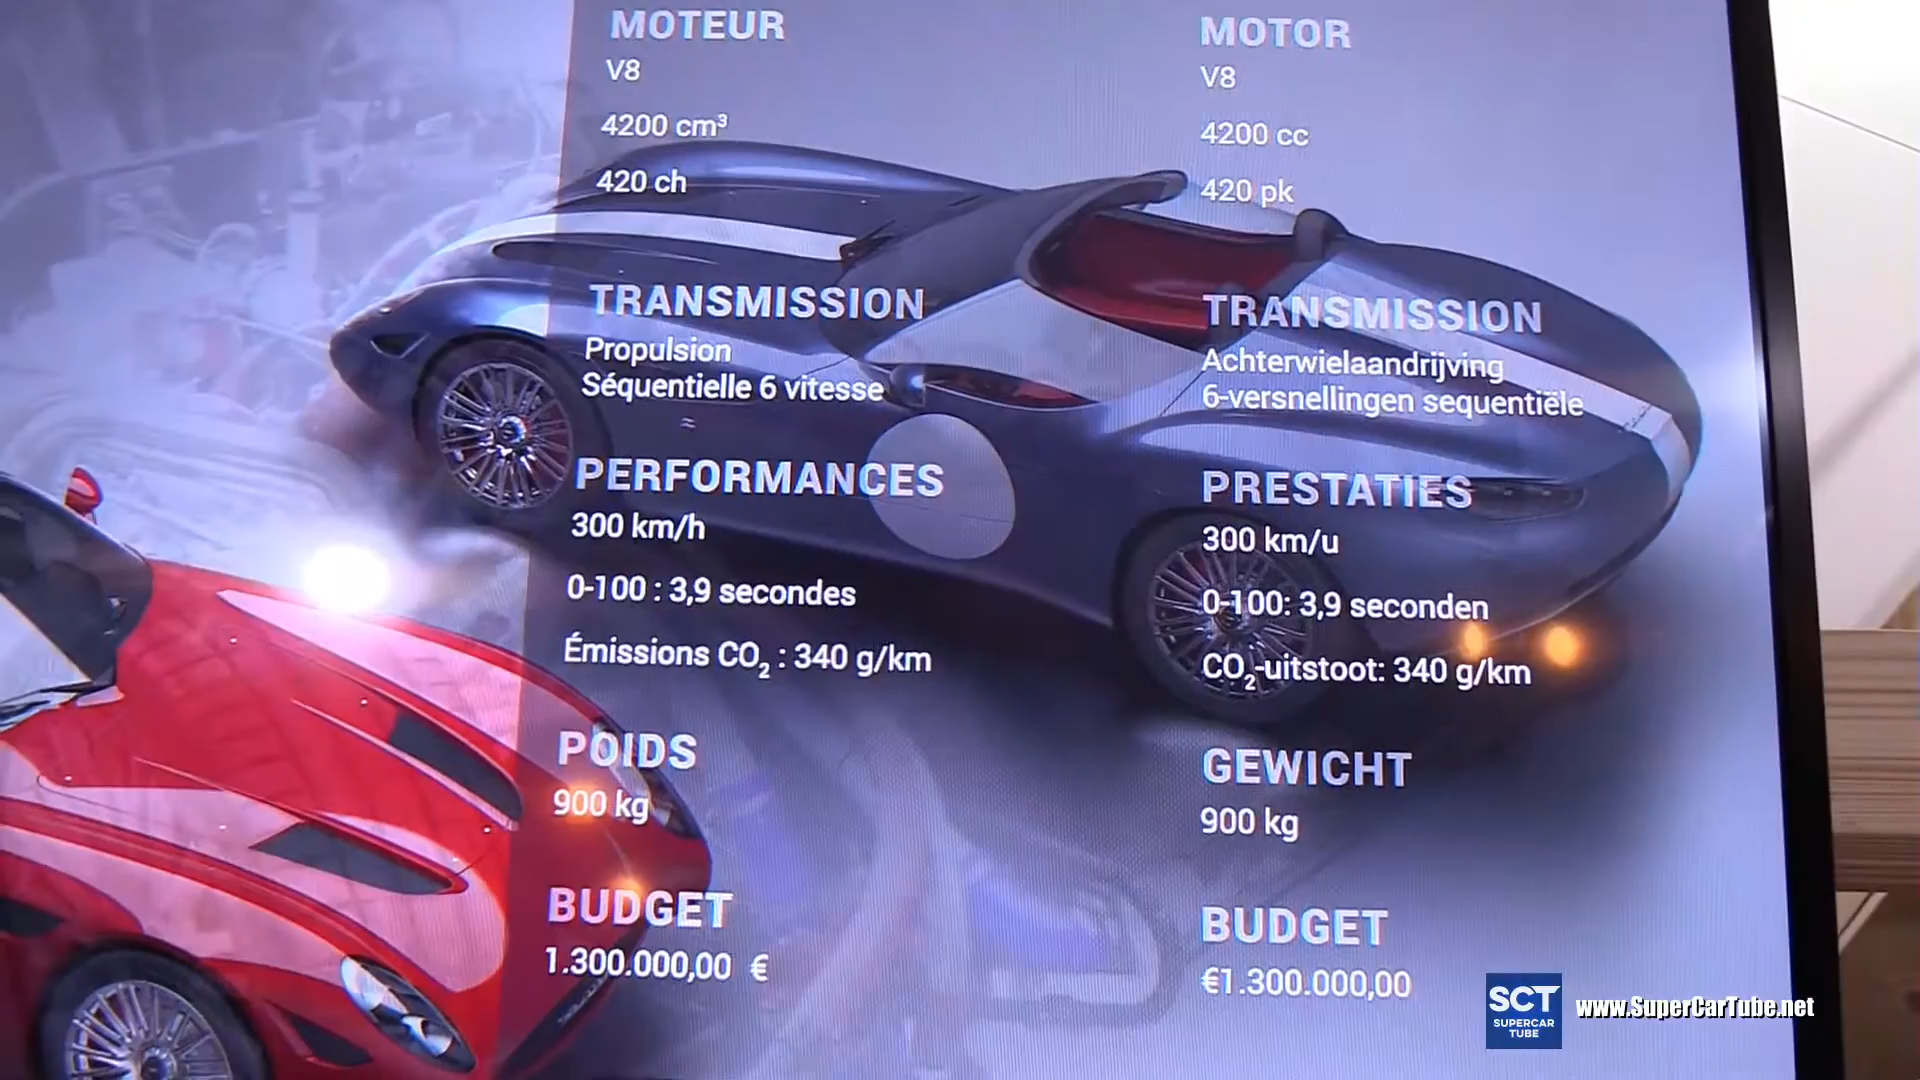 MOTEUR
V8
4200 cm³
420 ch
TRANSMISSION
Propulsion
Séquentielle 6 vitesse
PERFORMANCES
300 km/h
0-100 : 3,9 secondes
Émissions CO₂ : 340 g/km
POIDS
900 kg
BUDGET
1.300.000,00 €
MOTOR
V8
4200 cc
420 pk
TRANSMISSION
Achterwielaandrijving
6-versnellingen sequentiële
PRESTATIES
300 km/u
0-100: 3,9 seconden
CO₂-uitstoot: 340 g/km
GEWICHT
900 kg
BUDGET
€1.300.000,00
SCT
SUPERCAR
TUBE
www.SuperCarTube.net